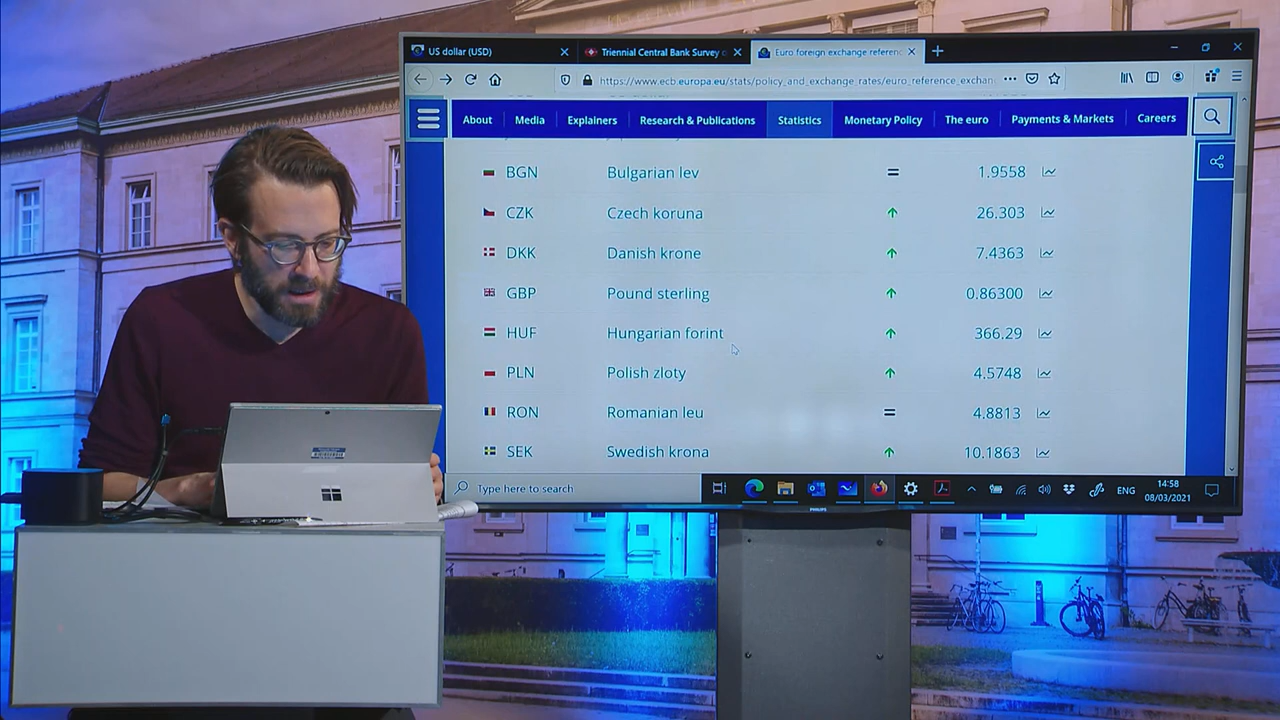 US dollar (USD)
Triennial Central Bank Survey o
Euro foreign exchange referenc
https://www.ecb.europa.eu/stats/policy_and_exchange_rates/euro_reference_exchan
About Media Explainers Research & Publications Statistics Monetary Policy The euro Payments & Markets Careers
BGN Bulgarian lev = 1.9558
CZK Czech koruna 26.303
DKK Danish krone 7.4363
GBP Pound sterling 0.86300
HUF Hungarian forint 366.29
PLN Polish zloty 4.5748
RON Romanian leu = 4.8813
SEK Swedish krona 10.1863
Type here to search
ENG
14:58
08/03/2021
PHILIPS